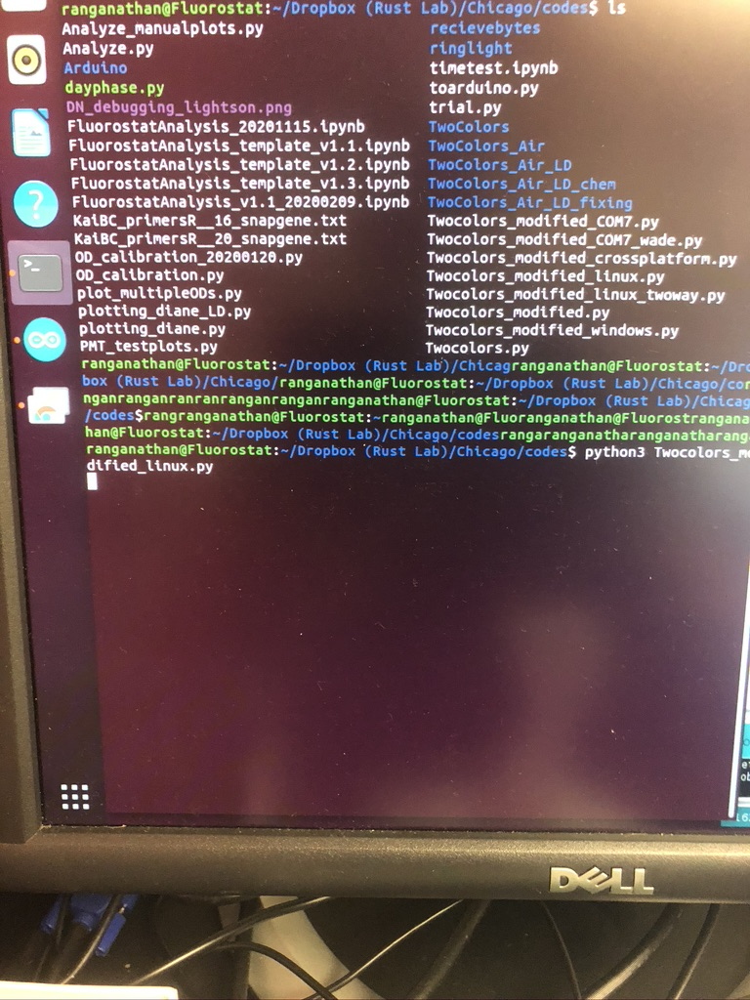 ranganathan@Fluorostat:~/Dropbox (Rust Lab)/Chicago/codes$ ls
Analyze_manualplots.py recievebytes
Analyze.py ringlight
Arduino timetest.ipynb
dayphase.py toarduino.py
DN_debugging_lightson.png trial.py
FluorostatAnalysis_20201115.ipynb TwoColors
FluorostatAnalysis_template_v1.1.ipynb TwoColors_Air
FluorostatAnalysis_template_v1.2.ipynb TwoColors_Air_LD
FluorostatAnalysis_template_v1.3.ipynb TwoColors_Air_LD_chem
FluorostatAnalysis_v1.1_20200209.ipynb TwoColors_Air_LD_fixing
KaiBC_primersR__16_snapgene.txt Twocolors_modified_COM7.py
KaiBC_primersR__20_snapgene.txt Twocolors_modified_COM7_wade.py
OD_calibration_20200120.py Twocolors_modified_crossplatform.py
OD_calibration.py Twocolors_modified_linux.py
plot_multipleODs.py Twocolors_modified_linux_twoway.py
plotting_diane_LD.py Twocolors_modified.py
plotting_diane.py Twocolors_modified_windows.py
PMT_testplots.py Twocolors.py
ranganathan@Fluorostat:~/Dropbox (Rust Lab)/Chicagranganathan@Fluorostat:~/Dro
box (Rust Lab)/Chicago/ranganathan@Fluorostat:~/Dropbox (Rust Lab)/Chicago/co
nganranganranranranganranganranganathan@Fluorostat:~/Dropbox (Rust Lab)/Chicag
/codes$rangranganathan@Fluorostat:~ranganathan@Fluoranganathan@Fluorostrangana
han@Fluorostat:~/Dropbox (Rust Lab)/Chicago/codesrangaranganatharanganatharang
ranganathan@Fluorostat:~/Dropbox (Rust Lab)/Chicago/codes$ python3 Twocolors_mo
dified_linux.py
DELL